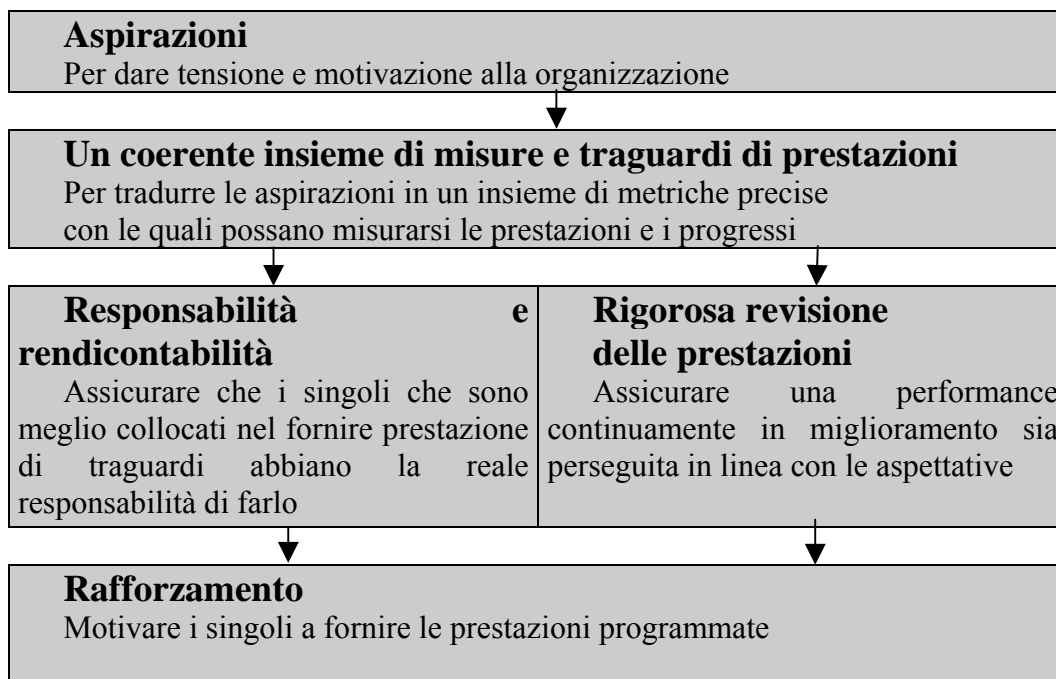 Aspirazioni
Per dare tensione e motivazione alla organizzazione
Un coerente insieme di misure e traguardi di prestazioni
Per tradurre le aspirazioni in un insieme di metriche precise
con le quali possano misurarsi le prestazioni e i progressi
Responsabilità e
rendicontabilità
Assicurare che i singoli che sono
meglio collocati nel fornire prestazione
di traguardi abbiano la reale
responsabilità di farlo
Rigorosa revisione
delle prestazioni
Assicurare una performance
continuamente in miglioramento sia
perseguita in linea con le aspettative
Rafforzamento
Motivare i singoli a fornire le prestazioni programmate